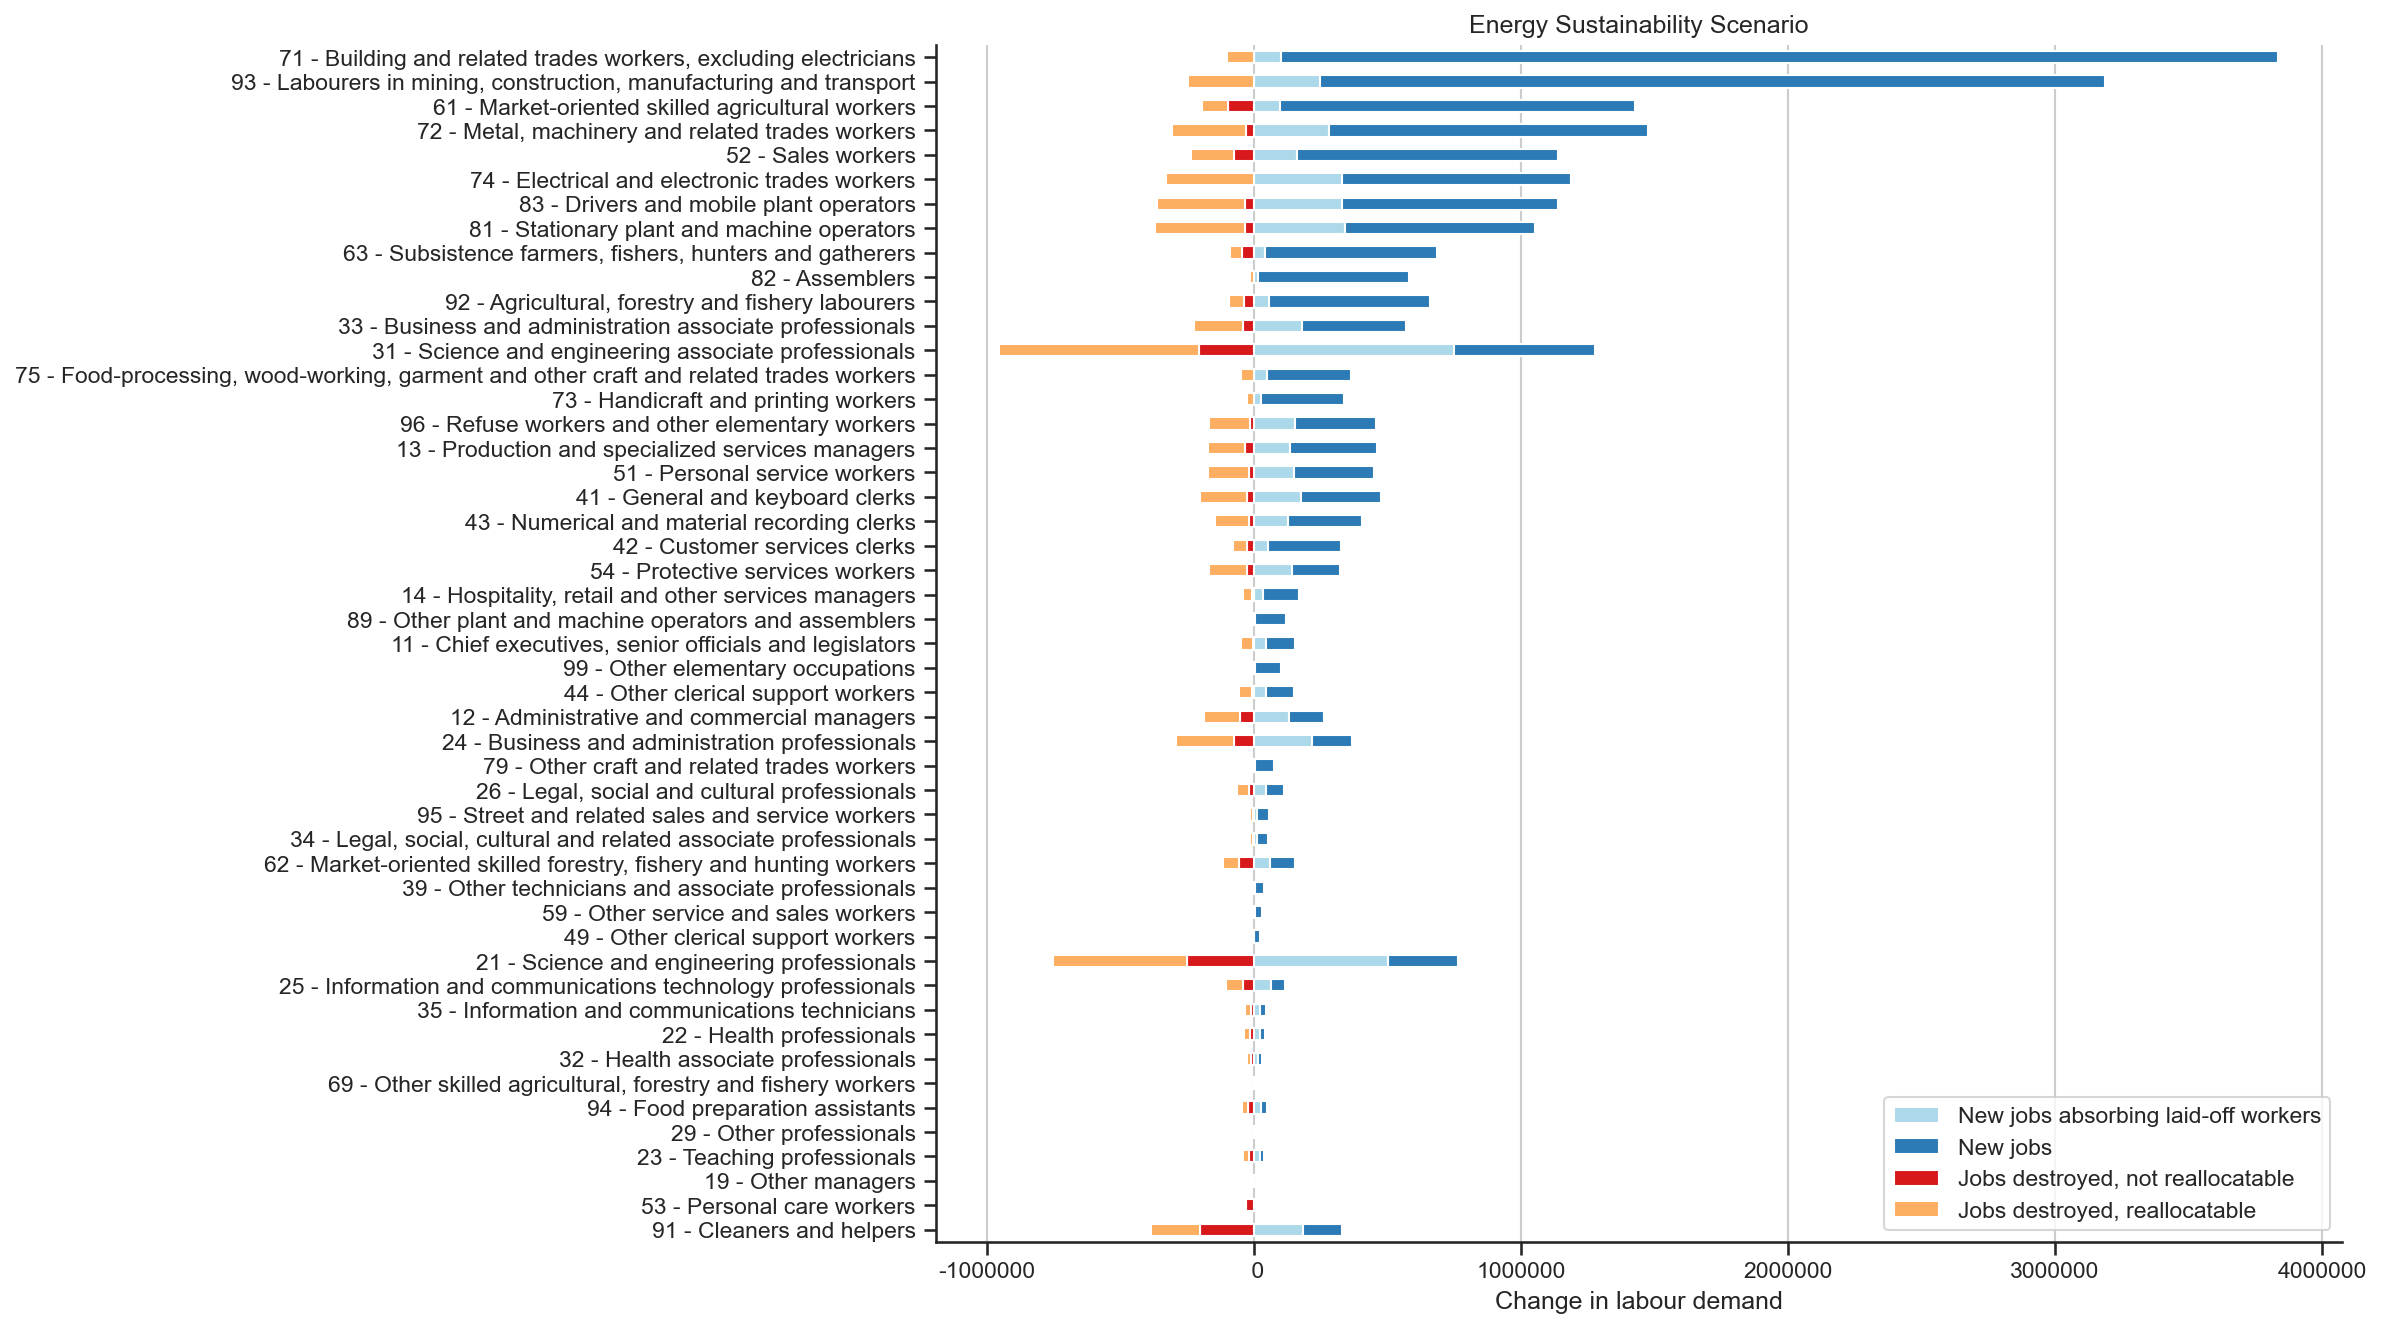 Energy Sustainability Scenario
71 - Building and related trades workers, excluding electricians
93 - Labourers in mining, construction, manufacturing and transport
61 - Market-oriented skilled agricultural workers
72 - Metal, machinery and related trades workers
52 - Sales workers
74 - Electrical and electronic trades workers
83 - Drivers and mobile plant operators
81 - Stationary plant and machine operators
63 - Subsistence farmers, fishers, hunters and gatherers
82 - Assemblers
92 - Agricultural, forestry and fishery labourers
33 - Business and administration associate professionals
31 - Science and engineering associate professionals
75 - Food-processing, wood-working, garment and other craft and related trades workers
73 - Handicraft and printing workers
96 - Refuse workers and other elementary workers
13 - Production and specialized services managers
51 - Personal service workers
41 - General and keyboard clerks
43 - Numerical and material recording clerks
42 - Customer services clerks
54 - Protective services workers
14 - Hospitality, retail and other services managers
89 - Other plant and machine operators and assemblers
11 - Chief executives, senior officials and legislators
99 - Other elementary occupations
44 - Other clerical support workers
12 - Administrative and commercial managers
24 - Business and administration professionals
79 - Other craft and related trades workers
26 - Legal, social and cultural professionals
95 - Street and related sales and service workers
34 - Legal, social, cultural and related associate professionals
62 - Market-oriented skilled forestry, fishery and hunting workers
39 - Other technicians and associate professionals
59 - Other service and sales workers
49 - Other clerical support workers
21 - Science and engineering professionals
25 - Information and communications technology professionals
35 - Information and communications technicians
22 - Health professionals
32 - Health associate professionals
69 - Other skilled agricultural, forestry and fishery workers
94 - Food preparation assistants
29 - Other professionals
23 - Teaching professionals
19 - Other managers
53 - Personal care workers
91 - Cleaners and helpers
New jobs absorbing laid-off workers
New jobs
Jobs destroyed, not reallocatable
Jobs destroyed, reallocatable
-1000000 0 1000000 2000000 3000000 4000000
Change in labour demand